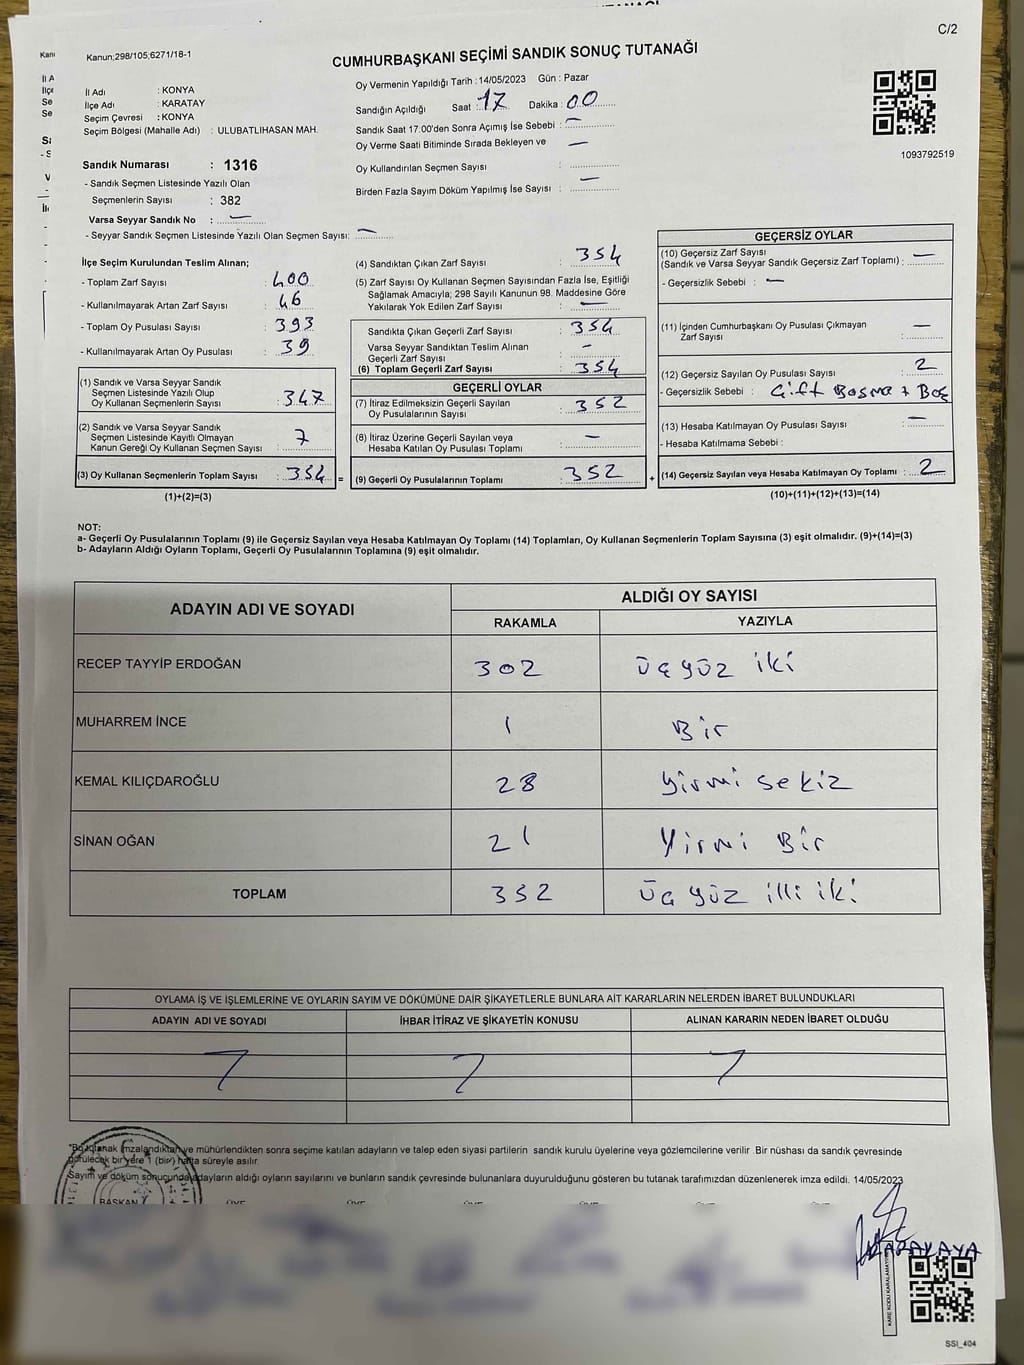 C/2
Kanun;298/105;6271/18-1
CUMHURBAŞKANI SEÇİMİ SANDIK SONUÇ TUTANAĞI
İl Adı : KONYA
İlçe Adı : KARATAY
Seçim Çevresi : KONYA
Seçim Bölgesi (Mahalle Adı) : ULUBATLIHASAN MAH.
Sandık Numarası : 1316
- Sandık Seçmen Listesinde Yazılı Olan
Seçmenlerin Sayısı : 382
Varsa Seyyar Sandık No : —
- Seyyar Sandık Seçmen Listesinde Yazılı Olan Seçmen Sayısı: —
Oy Vermenin Yapıldığı Tarih : 14/05/2023 Gün : Pazar
Sandığın Açıldığı Saat : 17 Dakika : 00
Sandık Saat 17:00'den Sonra Açımış İse Sebebi : —
Oy Verme Saati Bitiminde Sırada Bekleyen ve —
Oy Kullandırılan Seçmen Sayısı :
Birden Fazla Sayım Döküm Yapılmış İse Sayısı : —
1093792519
İlçe Seçim Kurulundan Teslim Alınan;
- Toplam Zarf Sayısı : 400
- Kullanılmayarak Artan Zarf Sayısı : 46
- Toplam Oy Pusulası Sayısı : 393
- Kullanılmayarak Artan Oy Pusulası : 39
(1) Sandık ve Varsa Seyyar Sandık
Seçmen Listesinde Yazılı Olup
Oy Kullanan Seçmenlerin Sayısı : 347
(2) Sandık ve Varsa Seyyar Sandık
Seçmen Listesinde Kayıtlı Olmayan
Kanun Gereği Oy Kullanan Seçmen Sayısı : 7
(3) Oy Kullanan Seçmenlerin Toplam Sayısı : 354 =
(1)+(2)=(3)
(4) Sandıktan Çıkan Zarf Sayısı : 354
(5) Zarf Sayısı Oy Kullanan Seçmen Sayısından Fazla İse, Eşitliği
Sağlamak Amacıyla; 298 Sayılı Kanunun 98. Maddesine Göre
Yakılarak Yok Edilen Zarf Sayısı : —
Sandıkta Çıkan Geçerli Zarf Sayısı : 354
Varsa Seyyar Sandıktan Teslim Alınan
Geçerli Zarf Sayısı : -
(6) Toplam Geçerli Zarf Sayısı : 354
GEÇERLİ OYLAR
(7) İtiraz Edilmeksizin Geçerli Sayılan
Oy Pusulalarının Sayısı : 352
(8) İtiraz Üzerine Geçerli Sayılan veya
Hesaba Katılan Oy Pusulası Toplamı : —
(9) Geçerli Oy Pusulalarının Toplamı : 352 +
GEÇERSİZ OYLAR
(10) Geçersiz Zarf Sayısı
(Sandık ve Varsa Seyyar Sandık Geçersiz Zarf Toplamı) : —
- Geçersizlik Sebebi : —
(11) İçinden Cumhurbaşkanı Oy Pusulası Çıkmayan
Zarf Sayısı : —
(12) Geçersiz Sayılan Oy Pusulası Sayısı : 2
- Geçersizlik Sebebi : Çift Basma + Boş
(13) Hesaba Katılmayan Oy Pusulası Sayısı : —
- Hesaba Katılmama Sebebi :
(14) Geçersiz Sayılan veya Hesaba Katılmayan Oy Toplamı : 2
(10)+(11)+(12)+(13)=(14)
NOT:
a- Geçerli Oy Pusulalarının Toplamı (9) ile Geçersiz Sayılan veya Hesaba Katılmayan Oy Toplamı (14) Toplamları, Oy Kullanan Seçmenlerin Toplam Sayısına (3) eşit olmalıdır. (9)+(14)=(3)
b- Adayların Aldığı Oyların Toplamı, Geçerli Oy Pusulalarının Toplamına (9) eşit olmalıdır.
ADAYIN ADI VE SOYADI ALDIĞI OY SAYISI
RAKAMLA YAZIYLA
RECEP TAYYİP ERDOĞAN 302 üç yüz iki
MUHARREM İNCE 1 Bir
KEMAL KILIÇDAROĞLU 28 yirmi sekiz
SİNAN OĞAN 21 Yirmi Bir
TOPLAM 352 üç yüz illi iki
OYLAMA İŞ VE İŞLEMLERİNE VE OYLARIN SAYIM VE DÖKÜMÜNE DAİR ŞİKAYETLERLE BUNLARA AİT KARARLARIN NELERDEN İBARET BULUNDUKLARI
ADAYIN ADI VE SOYADI İHBAR İTİRAZ VE ŞİKAYETİN KONUSU ALINAN KARARIN NEDEN İBARET OLDUĞU
*Bu tutanak imzalandıktan ve mühürlendikten sonra seçime katılan adayların ve talep eden siyasi partilerin sandık kurulu üyelerine veya gözlemcilerine verilir. Bir nüshası da sandık çevresinde
görülecek bir yere 1 (bir) hafta süreyle asılır.
Sayım ve döküm sonucunda adayların aldığı oyların sayılarını ve bunların sandık çevresinde bulunanlara duyurulduğunu gösteren bu tutanak tarafımızdan düzenlenerek imza edildi. 14/05/2023
BAŞKAN
KARAKAYA
SSİ_404